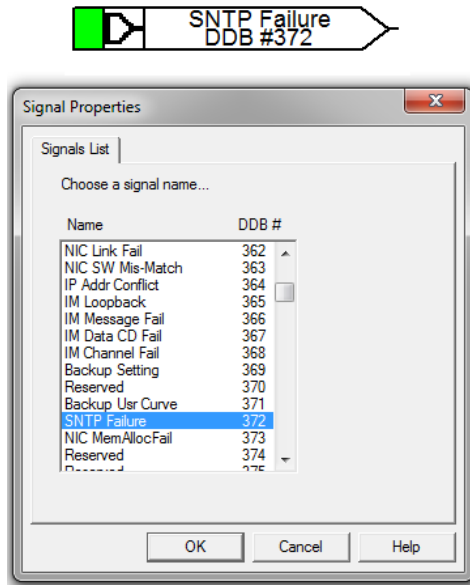 SNTP Failure
DDB #372
Signal Properties
Signals List
Choose a signal name...
Name DDB #
NIC Link Fail 362
NIC SW Mis-Match 363
IP Addr Conflict 364
IM Loopback 365
IM Message Fail 366
IM Data CD Fail 367
IM Channel Fail 368
Backup Setting 369
Reserved 370
Backup Usr Curve 371
SNTP Failure 372
NIC MemAllocFail 373
Reserved 374
Reserved 375
OK Cancel Help